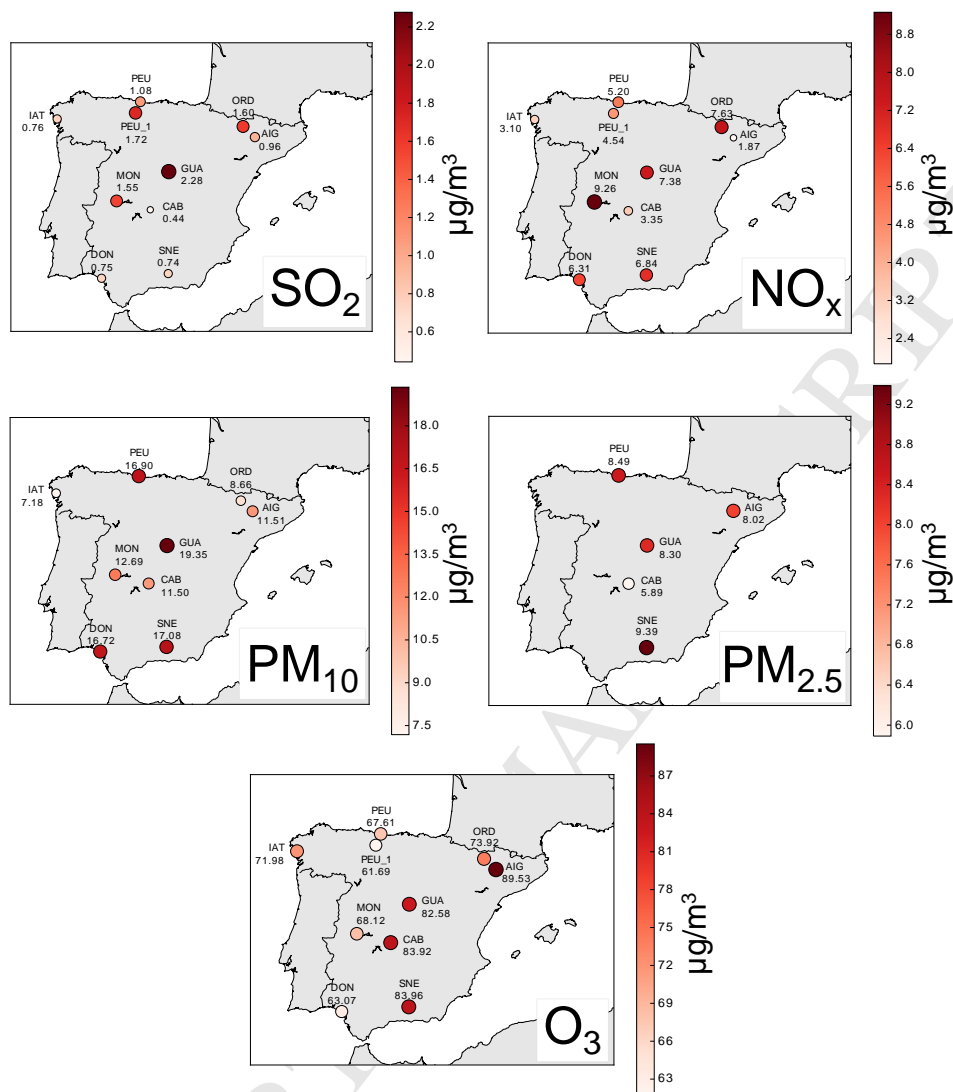 2.2
2.0
1.8
1.6
1.4
1.2
1.0
0.8
0.6
µg/m³
PEU
1.08
IAT
0.76
PEU_1
1.72
ORD
1.60
AIG
0.96
GUA
2.28
MON
1.55
CAB
0.44
DON
0.75
SNE
0.74
SO₂
8.8
8.0
7.2
6.4
5.6
4.8
4.0
3.2
2.4
µg/m³
PEU
5.20
IAT
3.10
PEU_1
4.54
ORD
7.63
AIG
1.87
GUA
7.38
MON
9.26
CAB
3.35
DON
6.31
SNE
6.84
NOₓ
18.0
16.5
15.0
13.5
12.0
10.5
9.0
7.5
µg/m³
PEU
16.90
IAT
7.18
ORD
8.66
AIG
11.51
GUA
19.35
MON
12.69
CAB
11.50
DON
16.72
SNE
17.08
PM₁₀
9.2
8.8
8.4
8.0
7.6
7.2
6.8
6.4
6.0
µg/m³
PEU
8.49
AIG
8.02
GUA
8.30
CAB
5.89
SNE
9.39
PM₂.₅
87
84
81
78
75
72
69
66
63
µg/m³
PEU
67.61
IAT
71.98
PEU_1
61.69
ORD
73.92
AIG
89.53
GUA
82.58
MON
68.12
CAB
83.92
DON
63.07
SNE
83.96
O₃